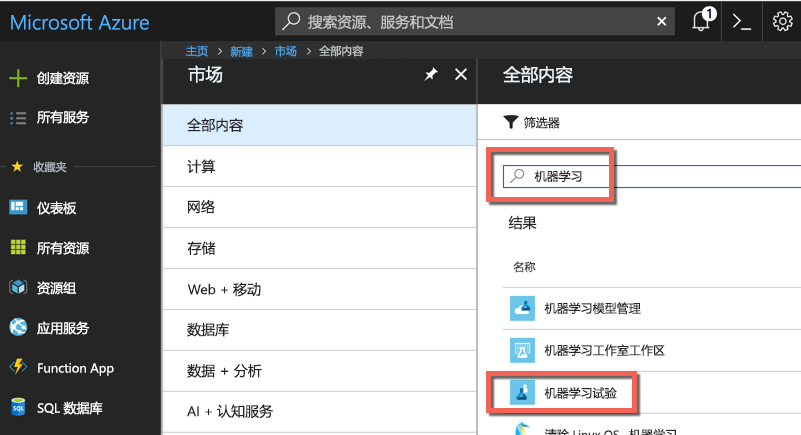 Microsoft Azure
搜索资源、服务和文档
1
主页 > 新建 > 市场 > 全部内容
创建资源
所有服务
收藏夹
仪表板
所有资源
资源组
应用服务
Function App
SQL 数据库
市场
全部内容
计算
网络
存储
Web + 移动
数据库
数据 + 分析
AI + 认知服务
全部内容
筛选器
机器学习
结果
名称
机器学习模型管理
机器学习工作室工作区
机器学习试验
清除 Linux OS - 机器学习